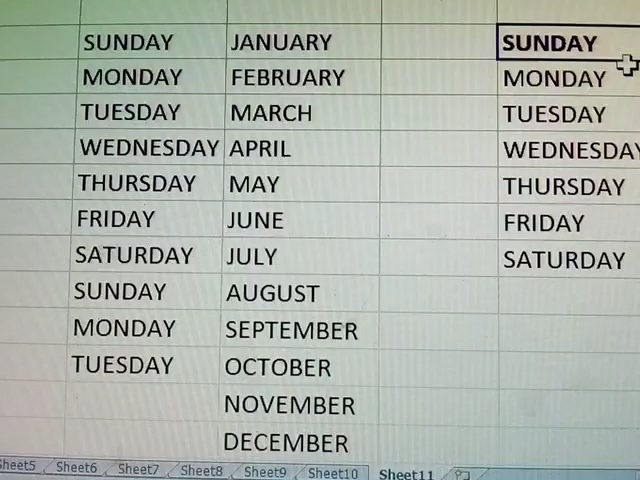 SUNDAY JANUARY SUNDAY
MONDAY FEBRUARY MONDAY
TUESDAY MARCH TUESDAY
WEDNESDAY APRIL WEDNESDAY
THURSDAY MAY THURSDAY
FRIDAY JUNE FRIDAY
SATURDAY JULY SATURDAY
SUNDAY AUGUST
MONDAY SEPTEMBER
TUESDAY OCTOBER
NOVEMBER
DECEMBER
Sheet5 Sheet6 Sheet7 Sheet8 Sheet9 Sheet10 Sheet11